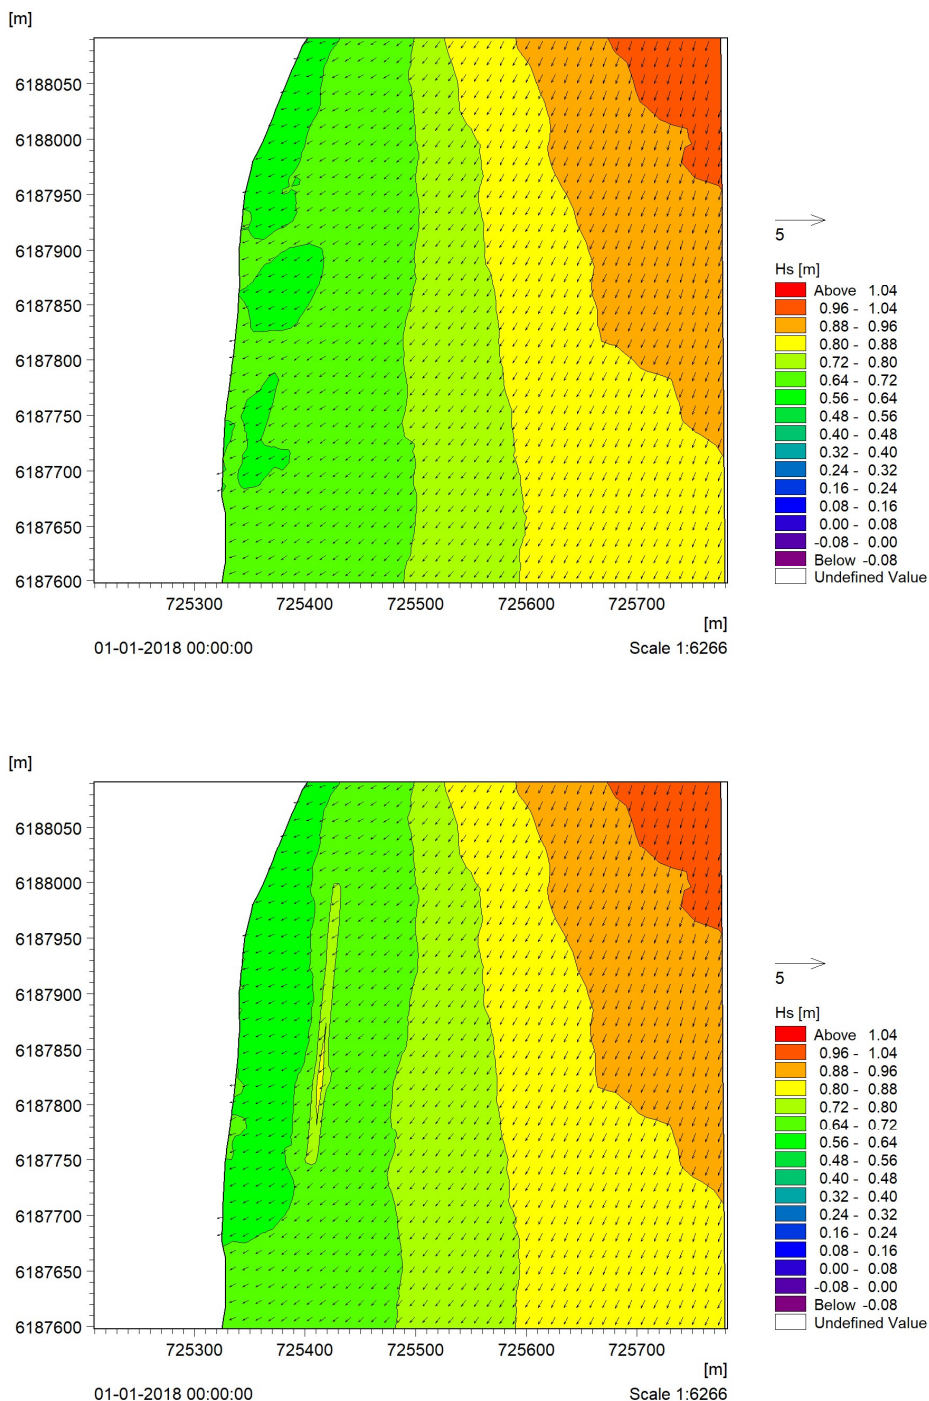 [m]
6188050
6188000
6187950
6187900
6187850
6187800
6187750
6187700
6187650
6187600
725300 725400 725500 725600 725700
[m]
01-01-2018 00:00:00 Scale 1:6266
5
Hs [m]
Above 1.04
0.96 - 1.04
0.88 - 0.96
0.80 - 0.88
0.72 - 0.80
0.64 - 0.72
0.56 - 0.64
0.48 - 0.56
0.40 - 0.48
0.32 - 0.40
0.24 - 0.32
0.16 - 0.24
0.08 - 0.16
0.00 - 0.08
-0.08 - 0.00
Below -0.08
Undefined Value
[m]
6188050
6188000
6187950
6187900
6187850
6187800
6187750
6187700
6187650
6187600
725300 725400 725500 725600 725700
[m]
01-01-2018 00:00:00 Scale 1:6266
5
Hs [m]
Above 1.04
0.96 - 1.04
0.88 - 0.96
0.80 - 0.88
0.72 - 0.80
0.64 - 0.72
0.56 - 0.64
0.48 - 0.56
0.40 - 0.48
0.32 - 0.40
0.24 - 0.32
0.16 - 0.24
0.08 - 0.16
0.00 - 0.08
-0.08 - 0.00
Below -0.08
Undefined Value